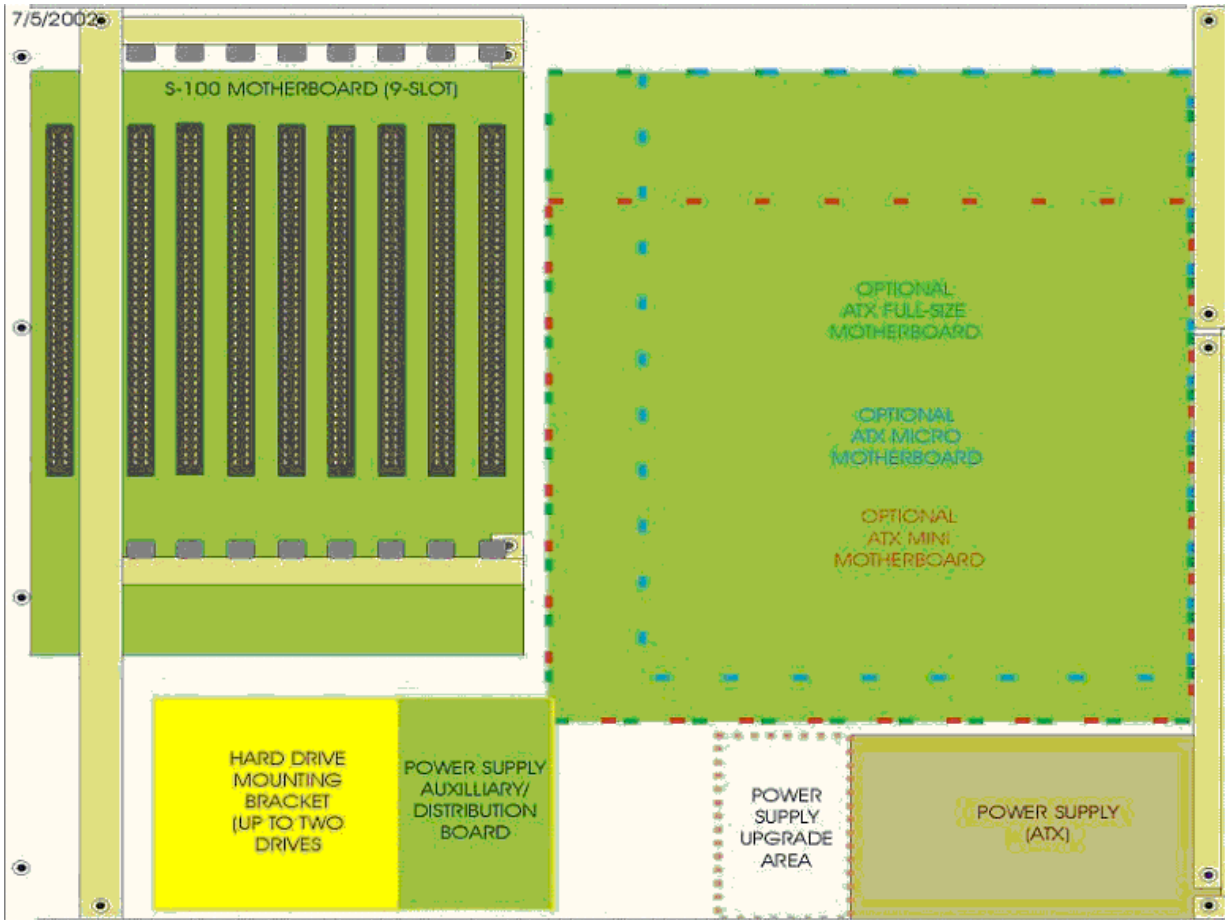 7/5/2002
S-100 MOTHERBOARD (9-SLOT)
OPTIONAL
ATX FULL-SIZE
MOTHERBOARD
OPTIONAL
ATX MICRO
MOTHERBOARD
OPTIONAL
ATX MINI
MOTHERBOARD
HARD DRIVE
MOUNTING
BRACKET
(UP TO TWO
DRIVES
POWER SUPPLY
AUXILLIARY/
DISTRIBUTION
BOARD
POWER
SUPPLY
UPGRADE
AREA
POWER SUPPLY
(ATX)